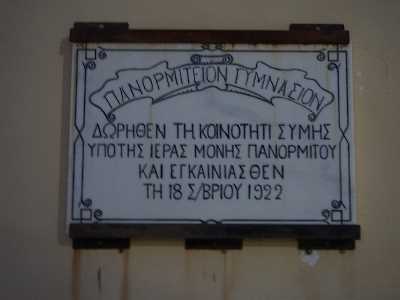 ΠΑΝΟΡΜΙΤΕΙΟΝ ΓΥΜΝΑΣΙΟΝ
ΔΩΡΗΘΕΝ ΤΗ ΚΟΙΝΟΤΗΤΙ ΣΥΜΗΣ
ΥΠΟ ΤΗΣ ΙΕΡΑΣ ΜΟΝΗΣ ΠΑΝΟΡΜΙΤΟΥ
ΚΑΙ ΕΓΚΑΙΝΙΑΣΘΕΝ
ΤΗ 18 Σ/ΒΡΙΟΥ 1922